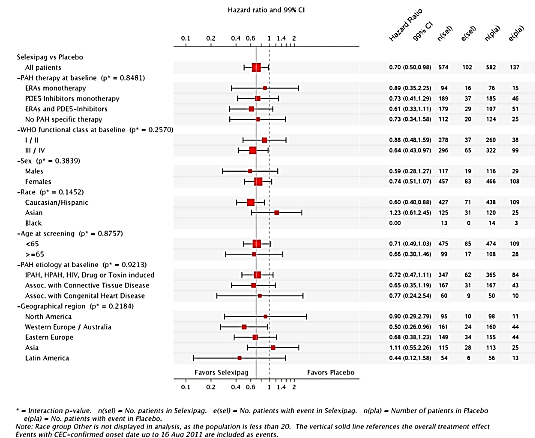 Hazard ratio and 99% CI
Hazard Ratio 99% CI n(sel) e(sel) n(pla) e(pla)
0.1 0.2 0.5 1 1.5 2
Selexipag vs Placebo
All patients 0.70 (0.50;0.98) 574 102 582 137
~PAH therapy at baseline (p* = 0.8481)
ERAs monotherapy 0.89 (0.35;2.25) 94 16 76 15
PDE5 Inhibitors monotherapy 0.73 (0.41;1.29) 189 37 185 46
ERAs and PDE5-Inhibitors 0.61 (0.33;1.11) 179 29 197 51
No PAH specific therapy 0.73 (0.34;1.58) 112 20 124 25
~WHO functional class at baseline (p* = 0.2570)
I / II 0.88 (0.48;1.59) 278 37 260 38
III / IV 0.64 (0.43;0.97) 296 65 322 99
~Sex (p* = 0.3839)
Males 0.59 (0.28;1.27) 117 19 116 29
Females 0.74 (0.51;1.07) 457 83 466 108
~Race (p* = 0.1452)
Caucasian/Hispanic 0.60 (0.40;0.88) 427 71 438 109
Asian 1.23 (0.61;2.45) 125 31 120 25
Black 0.00 13 0 14 3
~Age at screening (p* = 0.8757)
<65 0.71 (0.49;1.03) 475 85 474 109
>=65 0.66 (0.30;1.46) 99 17 108 28
~PAH etiology at baseline (p* = 0.9213)
IPAH, HPAH, HIV, Drug or Toxin induced 0.72 (0.47;1.11) 347 62 365 84
Assoc. with Connective Tissue Disease 0.65 (0.35;1.19) 167 31 167 43
Assoc. with Congenital Heart Disease 0.77 (0.24;2.54) 60 9 50 10
~Geographical region (p* = 0.2184)
North America 0.90 (0.29;2.79) 95 10 98 11
Western Europe / Australia 0.50 (0.26;0.96) 161 24 160 44
Eastern Europe 0.68 (0.38;1.23) 149 34 155 44
Asia 1.11 (0.55;2.26) 115 28 113 25
Latin America 0.44 (0.12;1.58) 54 6 56 13
Favors Selexipag Favors Placebo
0.1 0.2 0.5 1 1.5 2
* = Interaction p-value. n(sel) = No. patients in Selexipag. e(sel) = No. patients with event in Selexipag. n(pla) = Number of patients in Placebo
e(pla) = No. patients with event in Placebo.
Note: Race group Other is not displayed in analysis, as the population is less than 20. The vertical solid line references the overall treatment effect
Events with CEC-confirmed onset date up to 16 Aug 2011 are included as events.